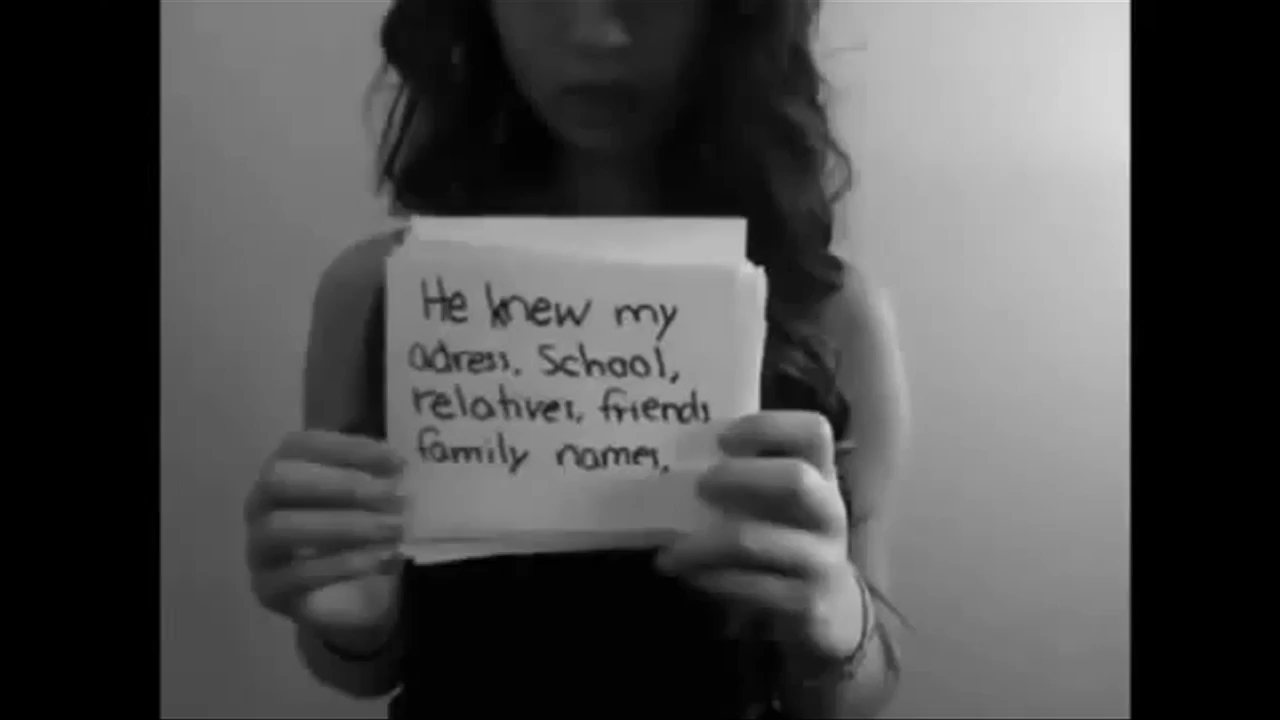 He knew my
adress. School,
relatives, friends
family names.